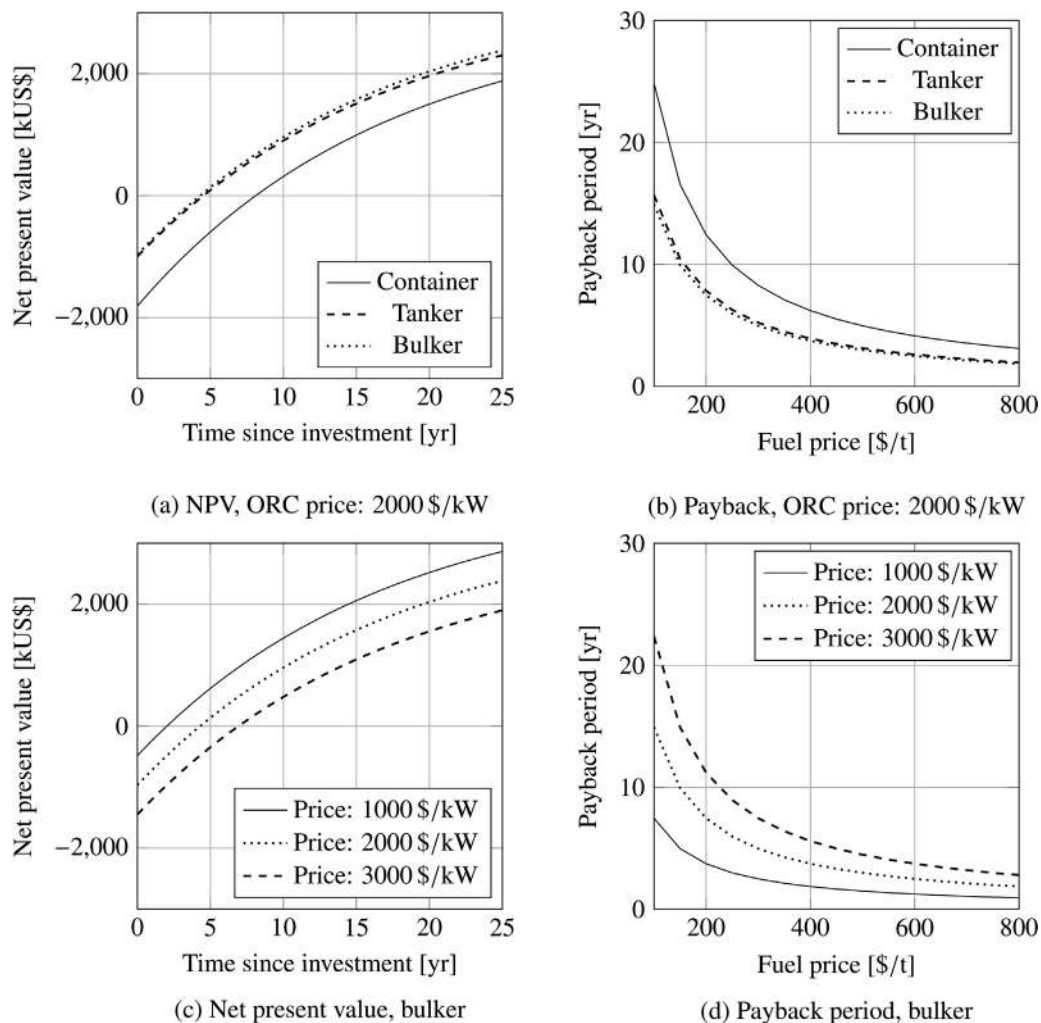 Net present value [kUS$]
2,000
0
−2,000
Container
Tanker
Bulker
0 5 10 15 20 25
Time since investment [yr]
(a) NPV, ORC price: 2000 $/kW
Payback period [yr]
30
20
10
0
Container
Tanker
Bulker
200 400 600 800
Fuel price [$/t]
(b) Payback, ORC price: 2000 $/kW
Net present value [kUS$]
2,000
0
−2,000
Price: 1000 $/kW
Price: 2000 $/kW
Price: 3000 $/kW
0 5 10 15 20 25
Time since investment [yr]
(c) Net present value, bulker
Payback period [yr]
30
20
10
0
Price: 1000 $/kW
Price: 2000 $/kW
Price: 3000 $/kW
200 400 600 800
Fuel price [$/t]
(d) Payback period, bulker